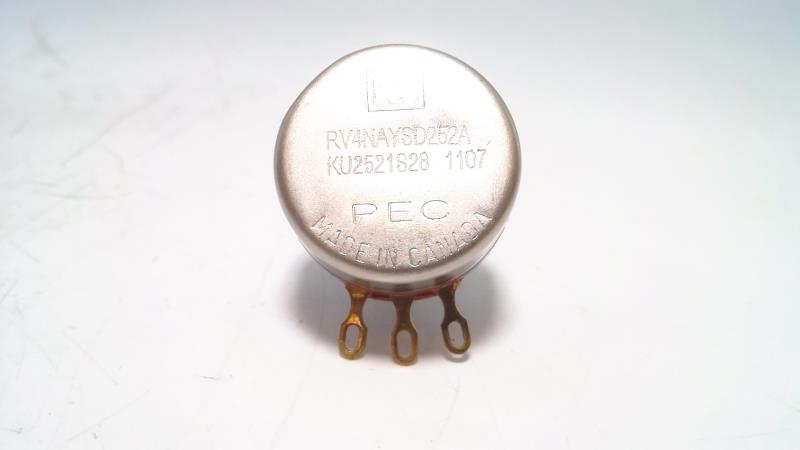 RV4NAYSD252A
KU2521S28 1107
PEC
MADE IN CANADA